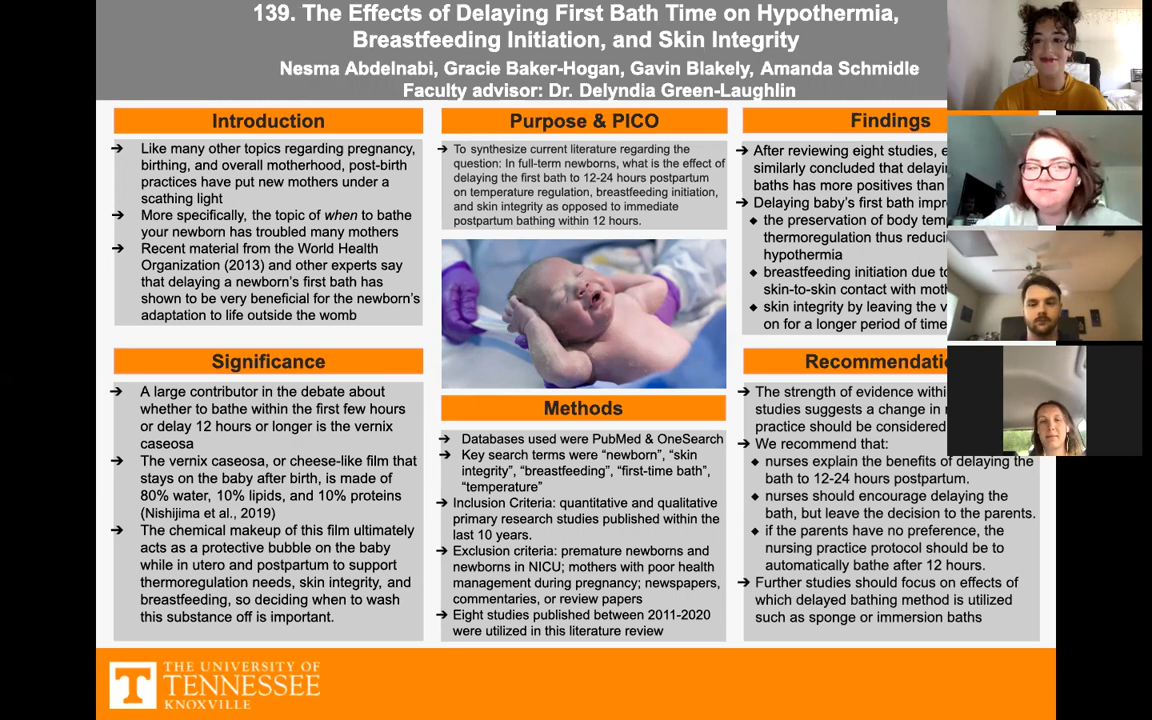 139. The Effects of Delaying First Bath Time on Hypothermia,
Breastfeeding Initiation, and Skin Integrity
Nesma Abdelnabi, Gracie Baker-Hogan, Gavin Blakely, Amanda Schmidle
Faculty advisor: Dr. Delyndia Green-Laughlin
Introduction
➔ Like many other topics regarding pregnancy,
birthing, and overall motherhood, post-birth
practices have put new mothers under a
scathing light
➔ More specifically, the topic of when to bathe
your newborn has troubled many mothers
➔ Recent material from the World Health
Organization (2013) and other experts say
that delaying a newborn's first bath has
shown to be very beneficial for the newborn's
adaptation to life outside the womb
Significance
➔ A large contributor in the debate about
whether to bathe within the first few hours
or delay 12 hours or longer is the vernix
caseosa
➔ The vernix caseosa, or cheese-like film that
stays on the baby after birth, is made of
80% water, 10% lipids, and 10% proteins
(Nishijima et al., 2019)
➔ The chemical makeup of this film ultimately
acts as a protective bubble on the baby
while in utero and postpartum to support
thermoregulation needs, skin integrity, and
breastfeeding, so deciding when to wash
this substance off is important.
Purpose & PICO
➔ To synthesize current literature regarding the
question: In full-term newborns, what is the effect of
delaying the first bath to 12-24 hours postpartum
on temperature regulation, breastfeeding initiation,
and skin integrity as opposed to immediate
postpartum bathing within 12 hours.
Methods
➔ Databases used were PubMed & OneSearch
➔ Key search terms were "newborn", "skin
integrity", "breastfeeding", "first-time bath",
"temperature"
➔ Inclusion Criteria: quantitative and qualitative
primary research studies published within the
last 10 years.
➔ Exclusion criteria: premature newborns and
newborns in NICU; mothers with poor health
management during pregnancy; newspapers,
commentaries, or review papers
➔ Eight studies published between 2011-2020
were utilized in this literature review
Findings
➔ After reviewing eight studies, e
similarly concluded that delayi
baths has more positives than
➔ Delaying baby's first bath impr
◆ the preservation of body tem
thermoregulation thus reduci
hypothermia
◆ breastfeeding initiation due to
skin-to-skin contact with moth
◆ skin integrity by leaving the v
on for a longer period of time
Recommendatio
➔ The strength of evidence withi
studies suggests a change in
practice should be considered
➔ We recommend that:
◆ nurses explain the benefits of delaying the
bath to 12-24 hours postpartum.
◆ nurses should encourage delaying the
bath, but leave the decision to the parents.
◆ if the parents have no preference, the
nursing practice protocol should be to
automatically bathe after 12 hours.
➔ Further studies should focus on effects of
which delayed bathing method is utilized
such as sponge or immersion baths
T
THE UNIVERSITY OF
TENNESSEE
KNOXVILLE